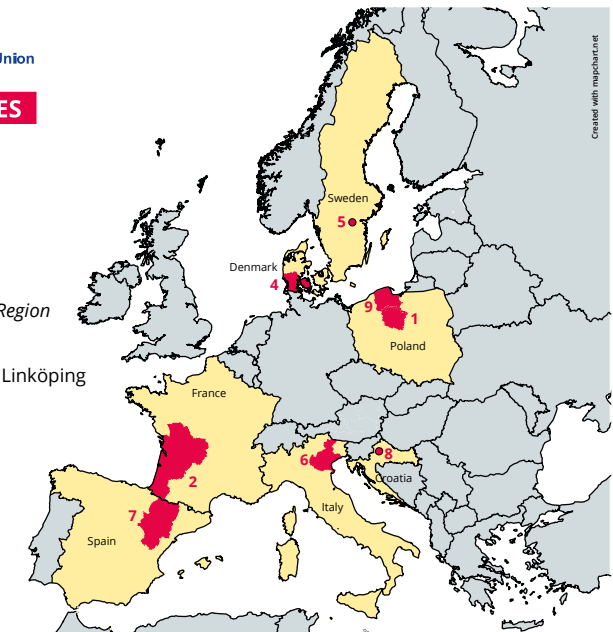 Union
ES
Created with mapchart.net
Sweden
5
Denmark
4
Region
9
1
Poland
Linköping
France
6
8
2
Croatia
7
Italy
Spain